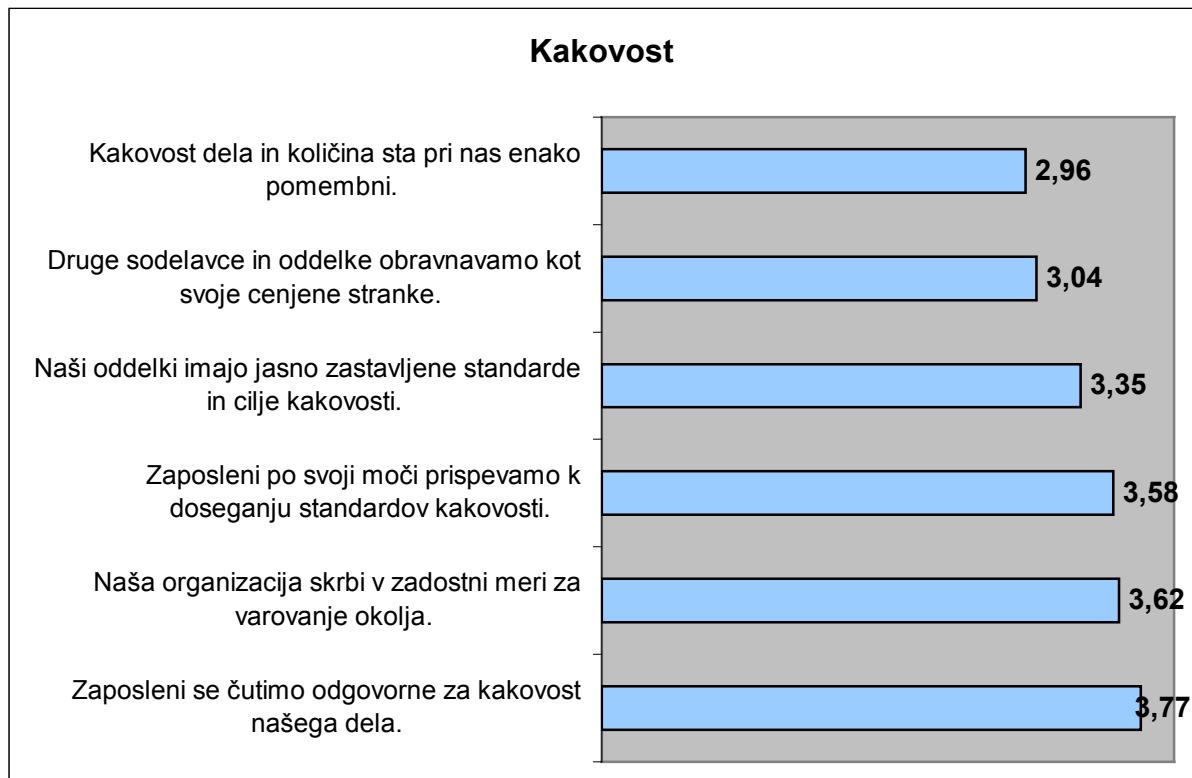 Kakovost
Kakovost dela in količina sta pri nas enako
pomembni.
2,96
Druge sodelavce in oddelke obravnavamo kot
svoje cenjene stranke.
3,04
Naši oddelki imajo jasno zastavljene standarde
in cilje kakovosti.
3,35
Zaposleni po svoji moči prispevamo k
doseganju standardov kakovosti.
3,58
Naša organizacija skrbi v zadostni meri za
varovanje okolja.
3,62
Zaposleni se čutimo odgovorne za kakovost
našega dela.
3,77